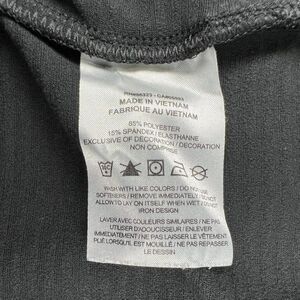 MADE IN VIETNAM
FABRIQUE AU VIETNAM
85% POLYESTER
15% SPANDEX/ELASTHANNE
EXCLUSIVE OF DECORATION / DECORATION
NON COMPRISE
WASH WITH LIKE COLORS / DO NOT
SOFTENERS / REMOVE IMMEDIATELY / DO NOT
ALLOW TO LAY ON ITSELF WHEN WET / DO NOT
IRON DESIGN
LAVER AVEC COULEURS SIMILAIRES / NE PAS
UTILISER D'ADOUCISSEUR / ENLEVER
IMMEDIATEMENT / NE PAS LAISSER LE VÊTEMENT
PLIÉ LORSQU'IL EST MOUILLÉ / NE PAS REPASSER
LE DESSIN